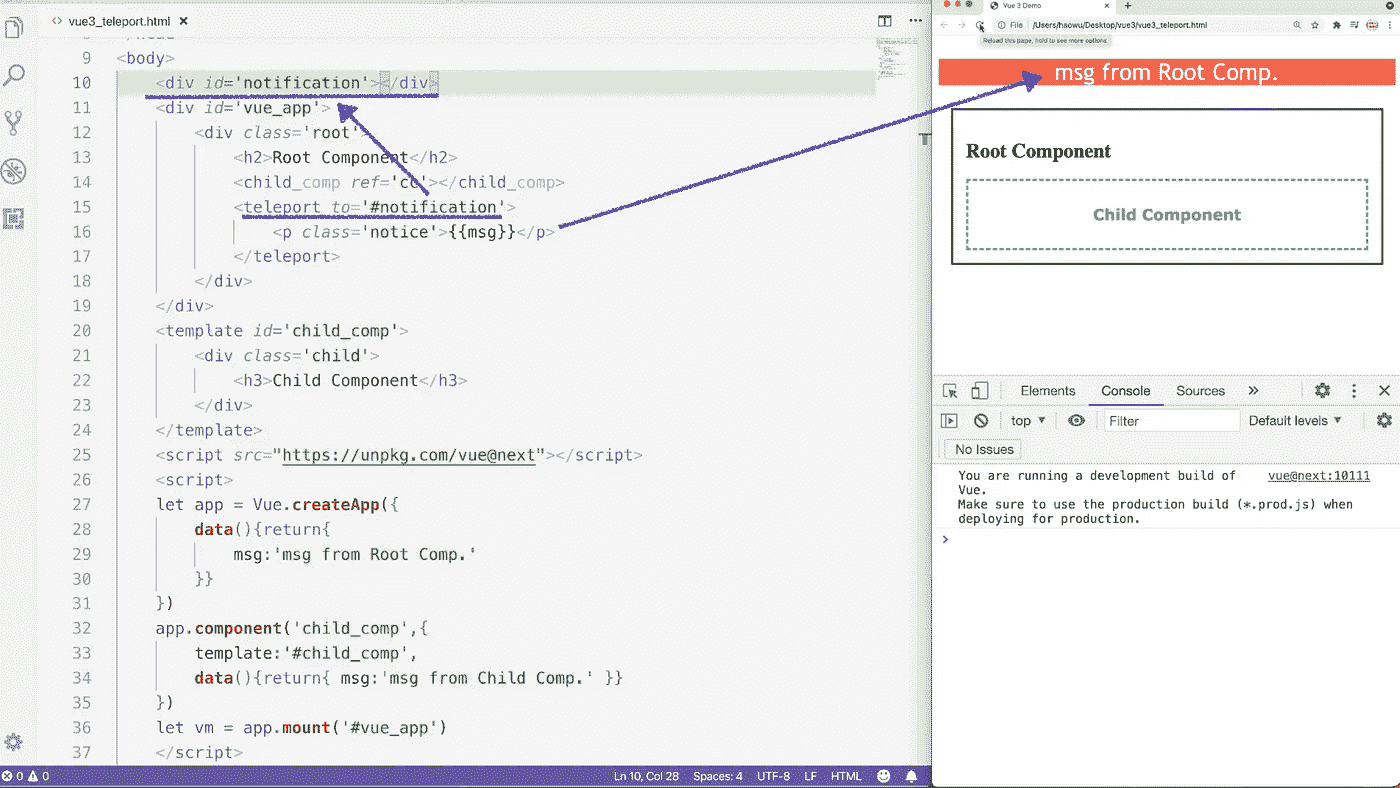 vue3_teleport.html
9 <body>
10 <div id='notification'></div>
11 <div id='vue_app'>
12 <div class='root'>
13 <h2>Root Component</h2>
14 <child_comp ref='cc'></child_comp>
15 <teleport to='#notification'>
16 <p class='notice'>{{msg}}</p>
17 </teleport>
18 </div>
19 </div>
20 <template id='child_comp'>
21 <div class='child'>
22 <h3>Child Component</h3>
23 </div>
24 </template>
25 <script src="https://unpkg.com/vue@next"></script>
26 <script>
27 let app = Vue.createApp({
28 data(){return{
29 msg:'msg from Root Comp.'
30 }}
31 })
32 app.component('child_comp',{
33 template:'#child_comp',
34 data(){return{ msg:'msg from Child Comp.' }}
35 })
36 let vm = app.mount('#vue_app')
37 </script>
0 0 Ln 10, Col 28 Spaces: 4 UTF-8 LF HTML
Vue 3 Demo
File /Users/haowu/Desktop/vue3/vue3_teleport.html
Reload this page, hold to see more options
msg from Root Comp.
Root Component
Child Component
Elements Console Sources
top Filter Default levels
No Issues
You are running a development build of vue@next:10111
Vue.
Make sure to use the production build (*.prod.js) when
deploying for production.